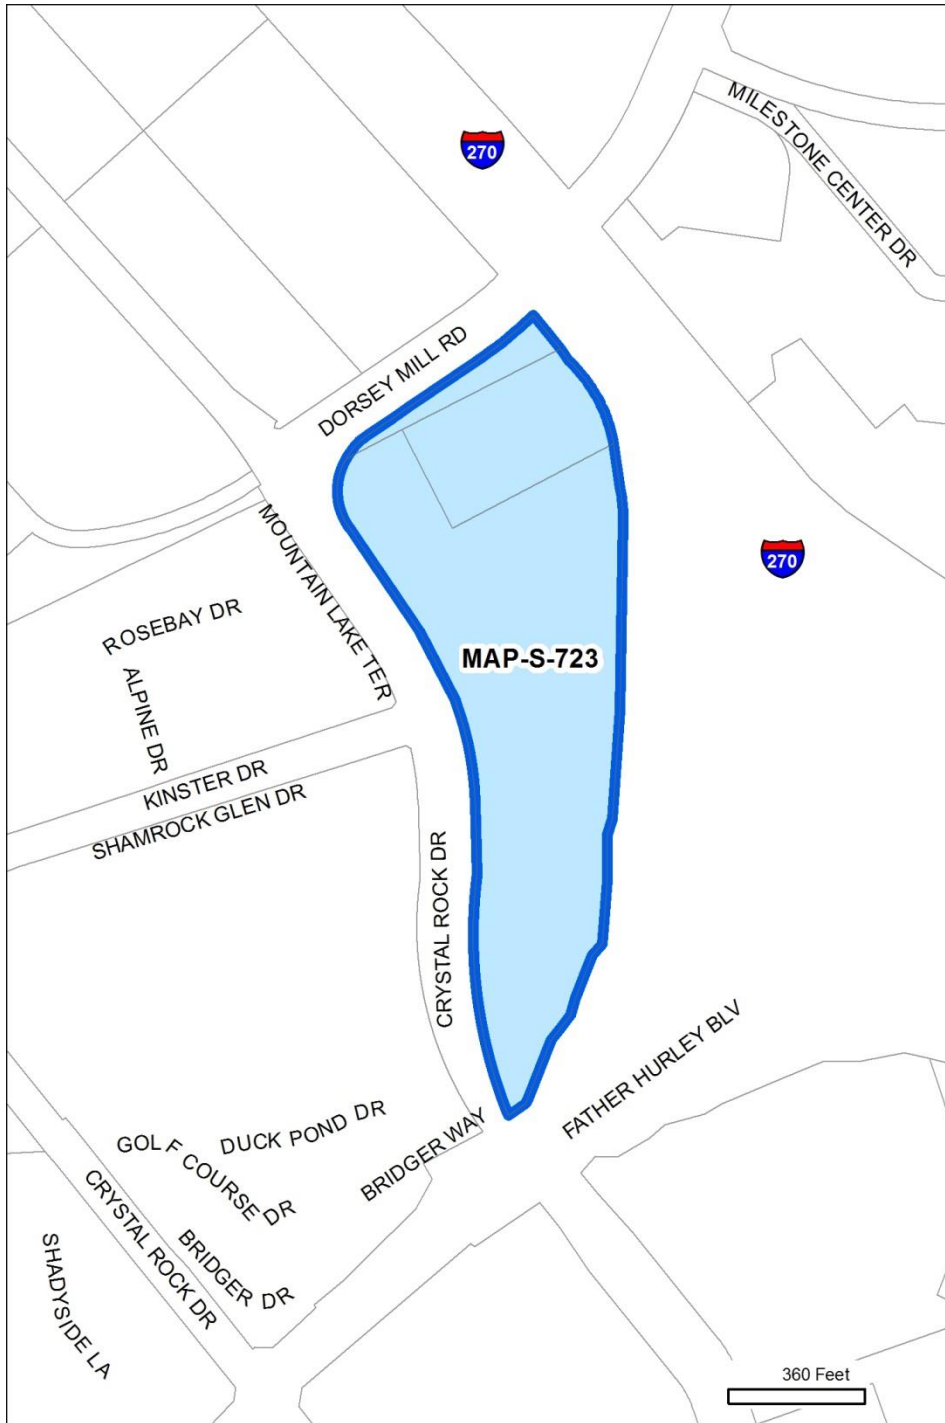 MILESTONE CENTER DR
270
DORSEY MILL RD
MOUNTAIN LAKE TER
270
ROSEBAY DR
MAP-S-723
ALPINE DR
KINSTER DR
SHAMROCK GLEN DR
CRYSTAL ROCK DR
FATHER HURLEY BLV
DUCK POND DR
GOLF COURSE DR
BRIDGER WAY
CRYSTAL ROCK DR
BRIDGER DR
SHADYSIDE LA
360 Feet